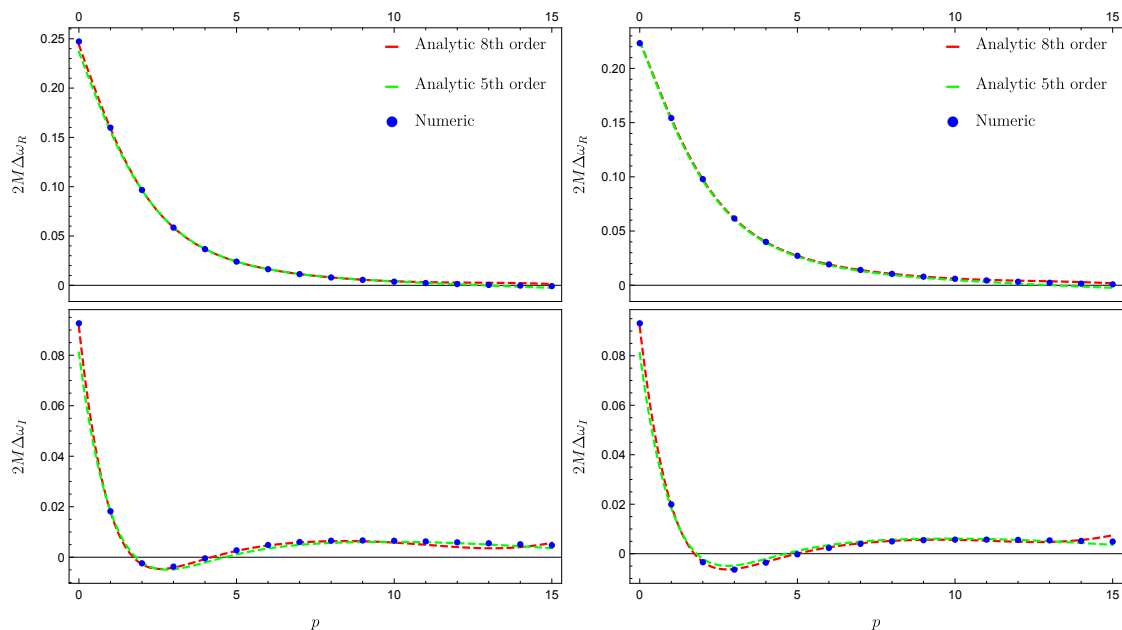 0 5 10 15
0 5 10 15
0.25
0.20
0.15
0.10
0.05
0
2MΔω_R
Analytic 8th order
Analytic 5th order
Numeric
0.20
0.15
0.10
0.05
0
2MΔω_R
Analytic 8th order
Analytic 5th order
Numeric
0.08
0.06
0.04
0.02
0
2MΔω_I
0.08
0.06
0.04
0.02
0
2MΔω_I
0 5 10 15
0 5 10 15
p
p